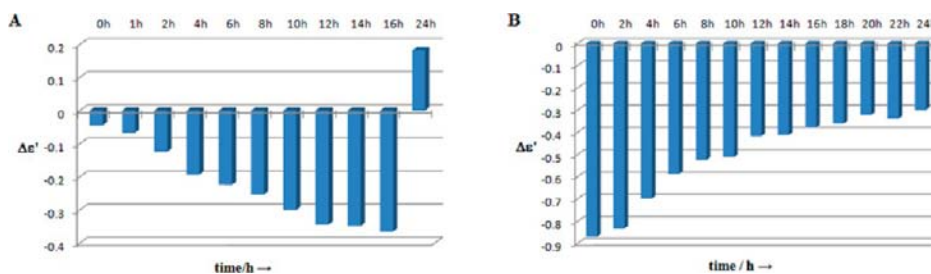 A
0h 1h 2h 4h 6h 8h 10h 12h 14h 16h 24h
0.2
0.1
0
-0.1
Δε'
-0.2
-0.3
-0.4
time/h →
B
0h 2h 4h 6h 8h 10h 12h 14h 16h 18h 20h 22h 24h
0
-0.1
-0.2
-0.3
-0.4
Δε'
-0.5
-0.6
-0.7
-0.8
-0.9
time / h →